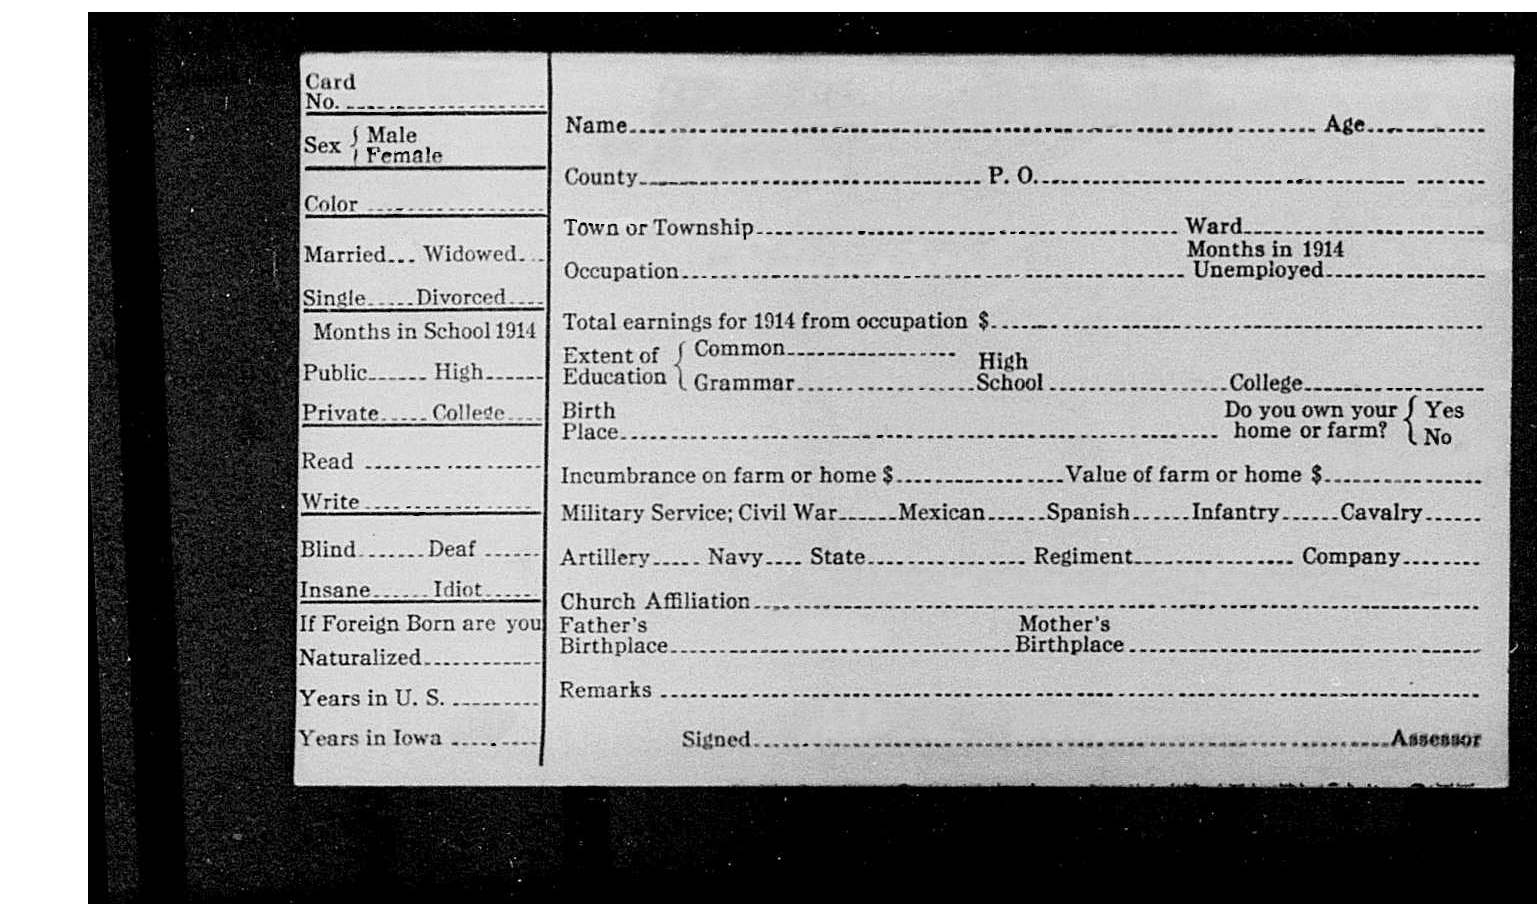 Card
No.
Sex { Male
Female
Color
Married... Widowed...
Single.....Divorced....
Months in School 1914
Public...... High......
Private..... College....
Read
Write
Blind....... Deaf ......
Insane...... Idiot......
If Foreign Born are you
Naturalized............
Years in U. S. .........
Years in Iowa .........
Name........ Age........
County........ P. O.........
Town or Township........ Ward........
Months in 1914
Occupation........ Unemployed........
Total earnings for 1914 from occupation $........
Extent of { Common........ High
Education Grammar........School........College........
Birth Do you own your { Yes
Place........ home or farm? No
Incumbrance on farm or home $........Value of farm or home $........
Military Service; Civil War......Mexican......Spanish......Infantry......Cavalry......
Artillery..... Navy.... State........ Regiment........ Company........
Church Affiliation........
Father's Mother's
Birthplace........ Birthplace........
Remarks ........
Signed........Assessor